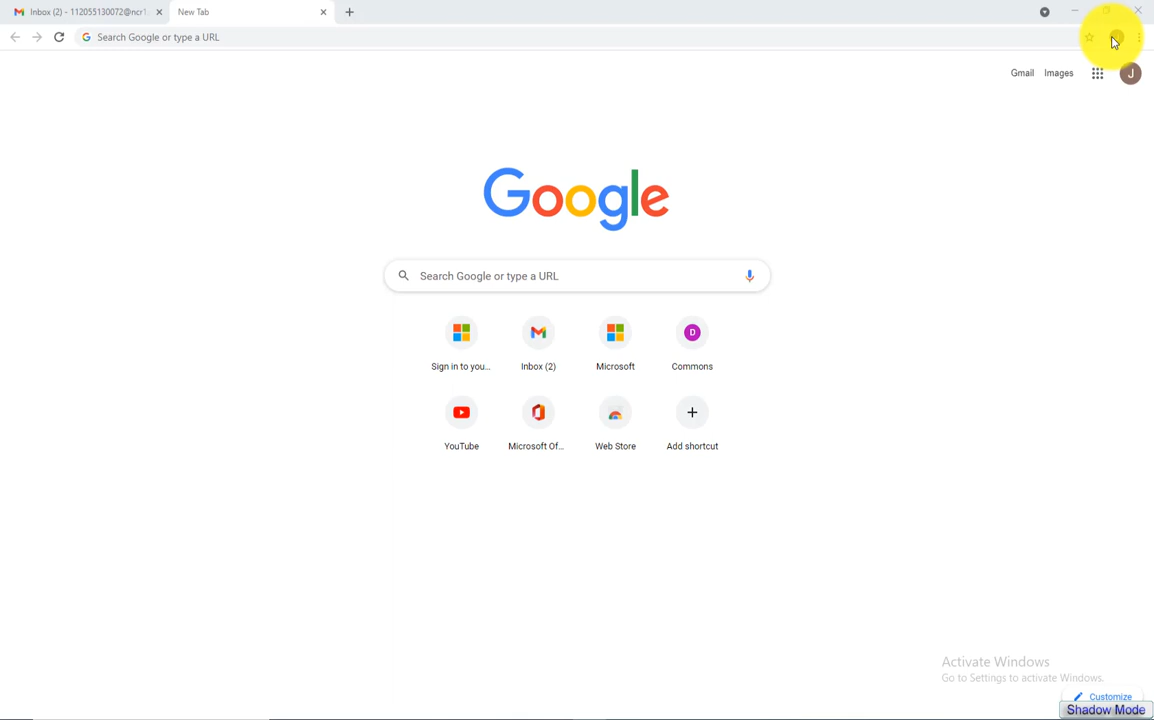 Inbox (2) - 112055130072@ncr1
New Tab
Search Google or type a URL
Gmail Images J
Google
Search Google or type a URL
Sign in to you... Inbox (2) Microsoft D Commons
YouTube Microsoft Of... Web Store Add shortcut
Activate Windows
Go to Settings to activate Windows.
Customize
Shadow Mode